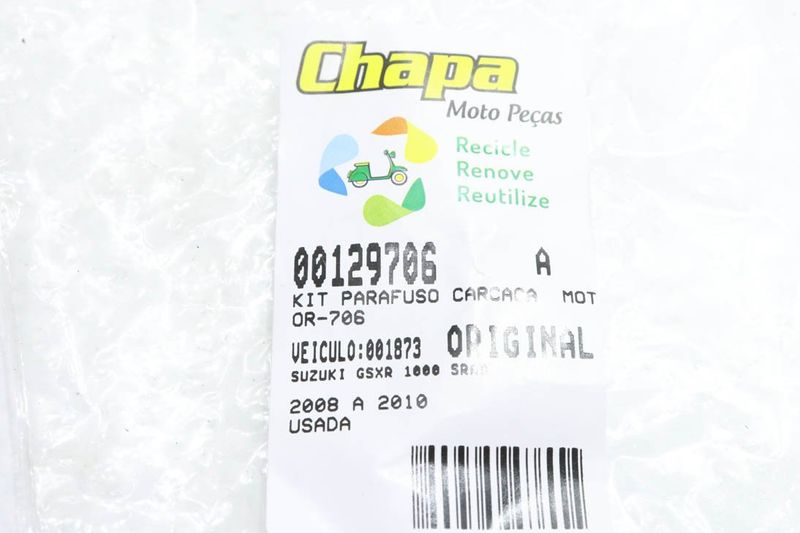 Chapa
Moto Peças
Recicle
Renove
Reutilize
00129706 A
KIT PARAFUSO CARCACA MOT
OR-706
VEICULO:001873 ORIGINAL
SUZUKI GSXR 1000 SRAD
2008 A 2010
USADA